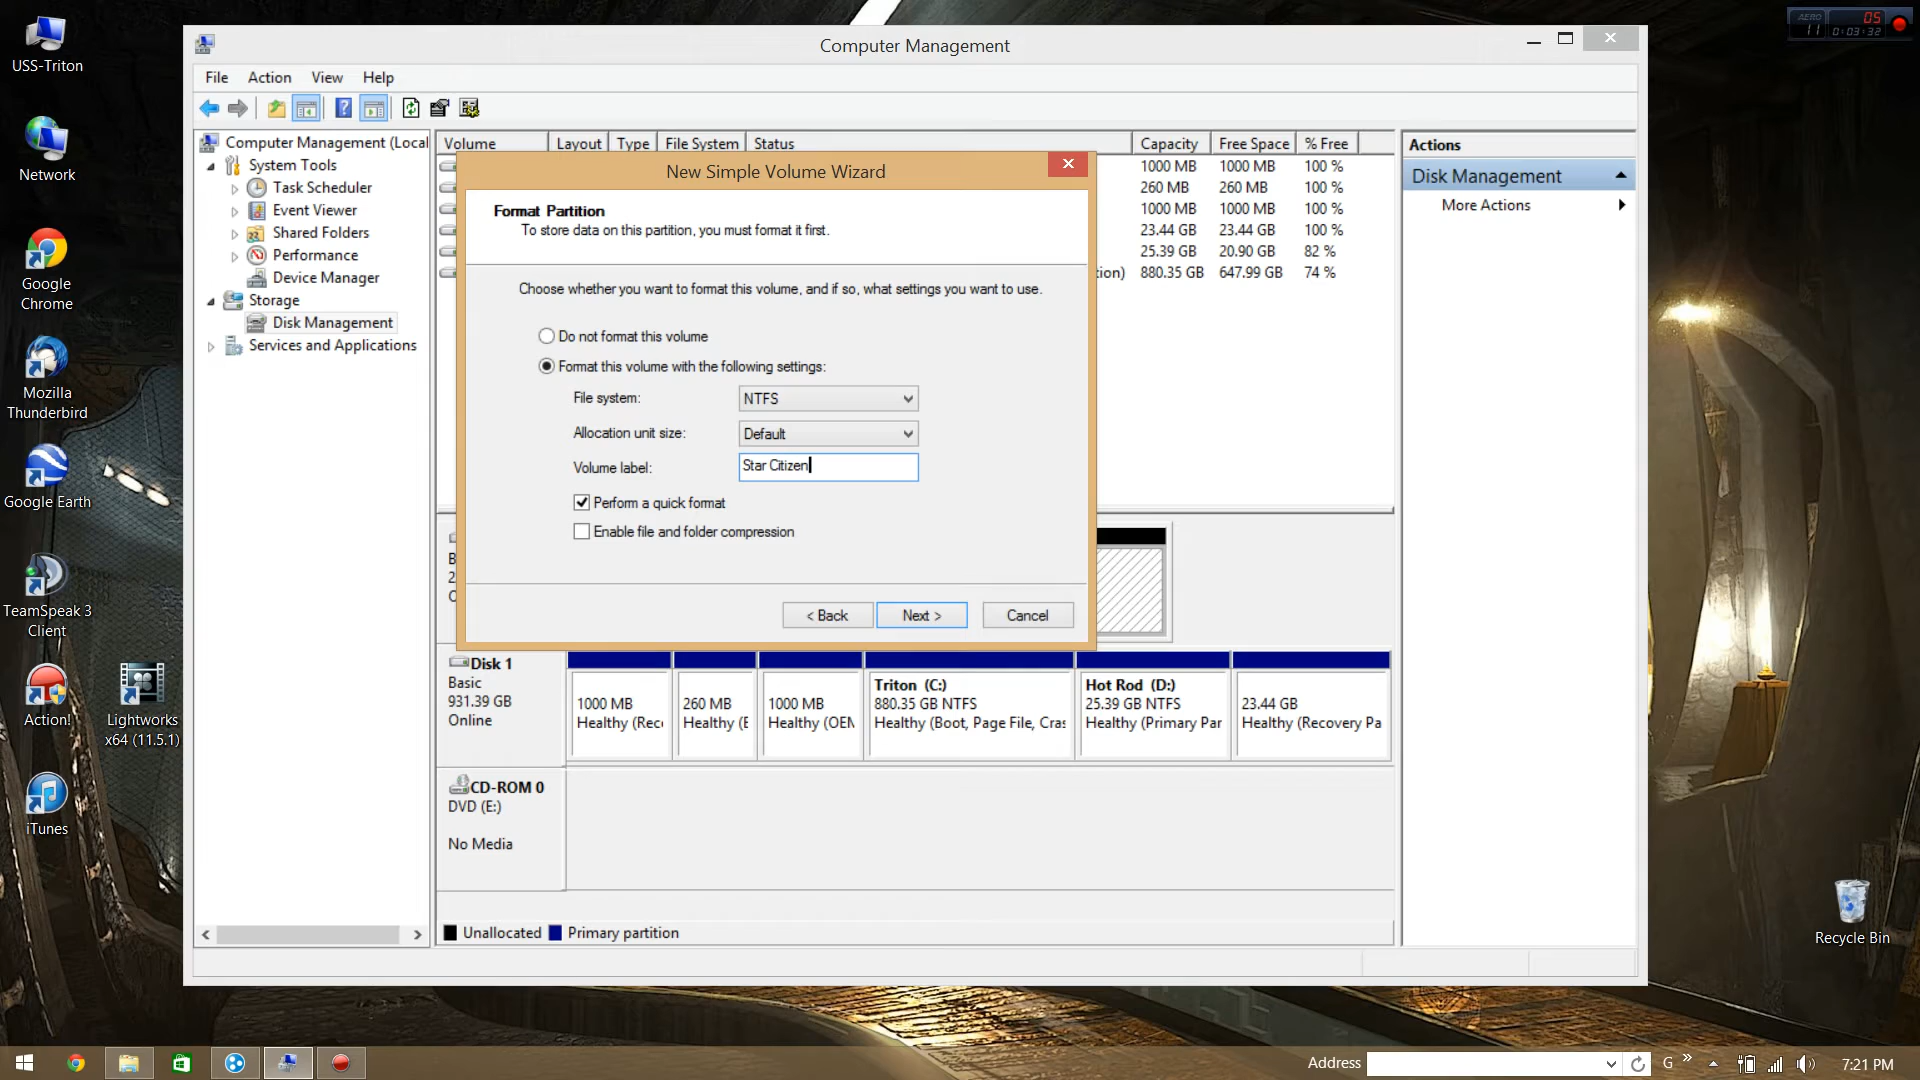 USS-Triton
Network
Google
Chrome
Mozilla
Thunderbird
Google Earth
TeamSpeak 3
Client
Action!
Lightworks
x64 (11.5.1)
iTunes
Recycle Bin
AERO
11
05
0:03:32
Computer Management
File Action View Help
Computer Management (Local
System Tools
Task Scheduler
Event Viewer
Shared Folders
Performance
Device Manager
Storage
Disk Management
Services and Applications
Volume Layout Type File System Status Capacity Free Space % Free
1000 MB 1000 MB 100 %
260 MB 260 MB 100 %
1000 MB 1000 MB 100 %
23.44 GB 23.44 GB 100 %
25.39 GB 20.90 GB 82 %
tion) 880.35 GB 647.99 GB 74 %
Actions
Disk Management
More Actions
New Simple Volume Wizard
Format Partition
To store data on this partition, you must format it first.
Choose whether you want to format this volume, and if so, what settings you want to use.
Do not format this volume
Format this volume with the following settings:
File system: NTFS
Allocation unit size: Default
Volume label: Star Citizen
Perform a quick format
Enable file and folder compression
< Back Next > Cancel
B
2
O
Disk 1
Basic
931.39 GB
Online
1000 MB
Healthy (Reco
260 MB
Healthy (E
1000 MB
Healthy (OEM
Triton (C:)
880.35 GB NTFS
Healthy (Boot, Page File, Cras
Hot Rod (D:)
25.39 GB NTFS
Healthy (Primary Par
23.44 GB
Healthy (Recovery Pa
CD-ROM 0
DVD (E:)
No Media
Unallocated Primary partition
Address
G »
7:21 PM